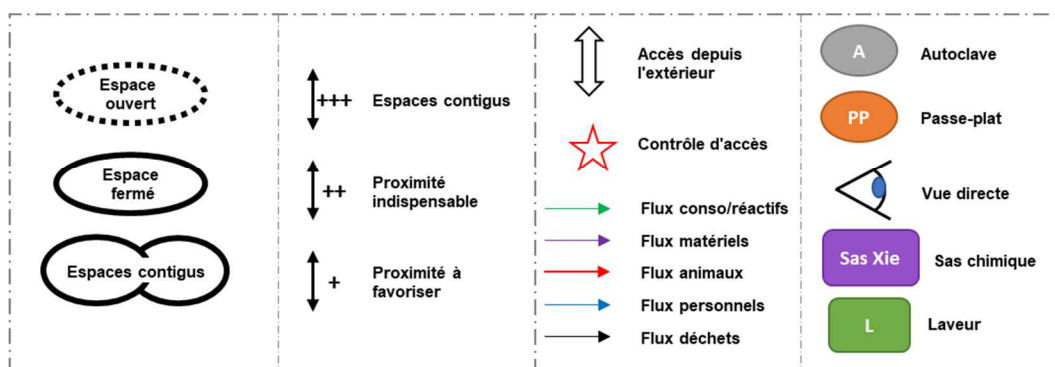 Espace
ouvert
Espace
fermé
Espaces contigus
+++ Espaces contigus
++ Proximité
indispensable
+ Proximité à
favoriser
Accès depuis
l'extérieur
Contrôle d'accès
Flux conso/réactifs
Flux matériels
Flux animaux
Flux personnels
Flux déchets
A Autoclave
PP Passe-plat
Vue directe
Sas Xie Sas chimique
L Laveur